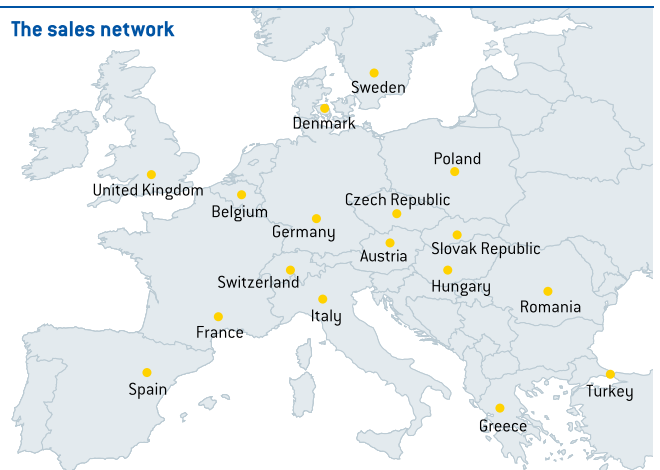 The sales network
Sweden
Denmark
Poland
United Kingdom
Czech Republic
Belgium
Germany
Slovak Republic
Austria
Switzerland
Hungary
Romania
Italy
France
Spain
Turkey
Greece